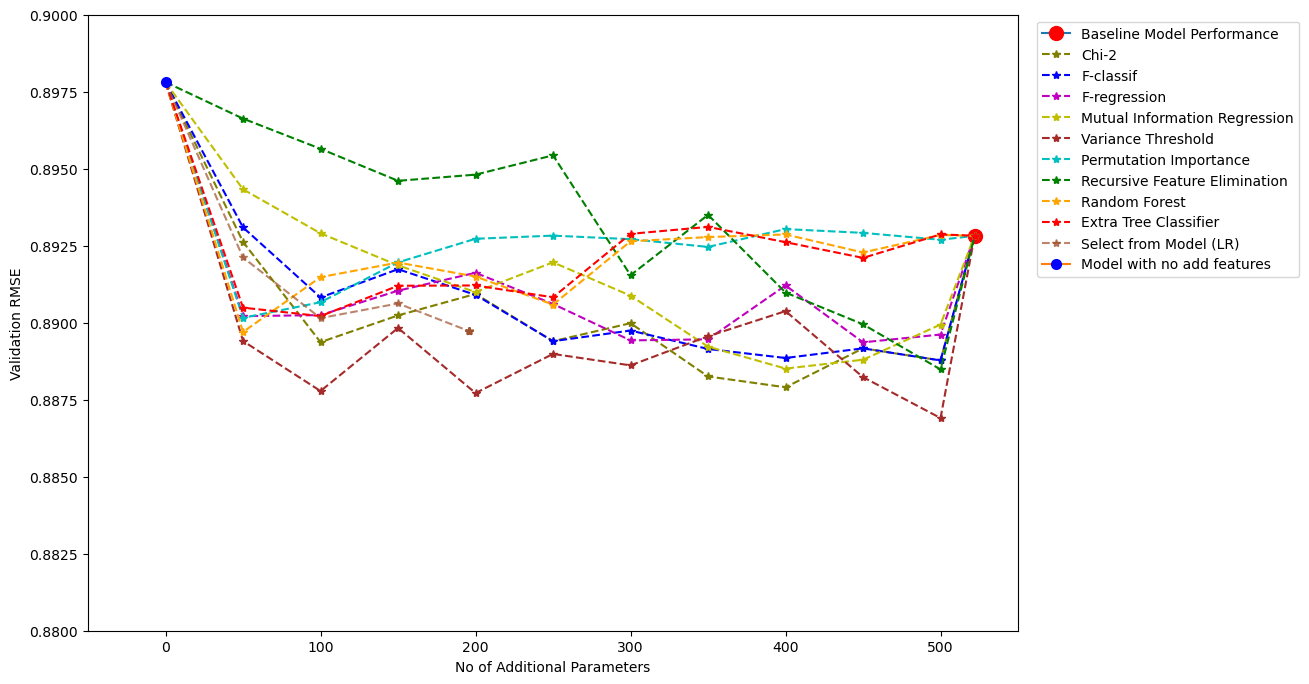 0.9000
0.8975
0.8950
0.8925
0.8900
0.8875
0.8850
0.8825
0.8800
Validation RMSE
0 100 200 300 400 500
No of Additional Parameters
Baseline Model Performance
Chi-2
F-classif
F-regression
Mutual Information Regression
Variance Threshold
Permutation Importance
Recursive Feature Elimination
Random Forest
Extra Tree Classifier
Select from Model (LR)
Model with no add features